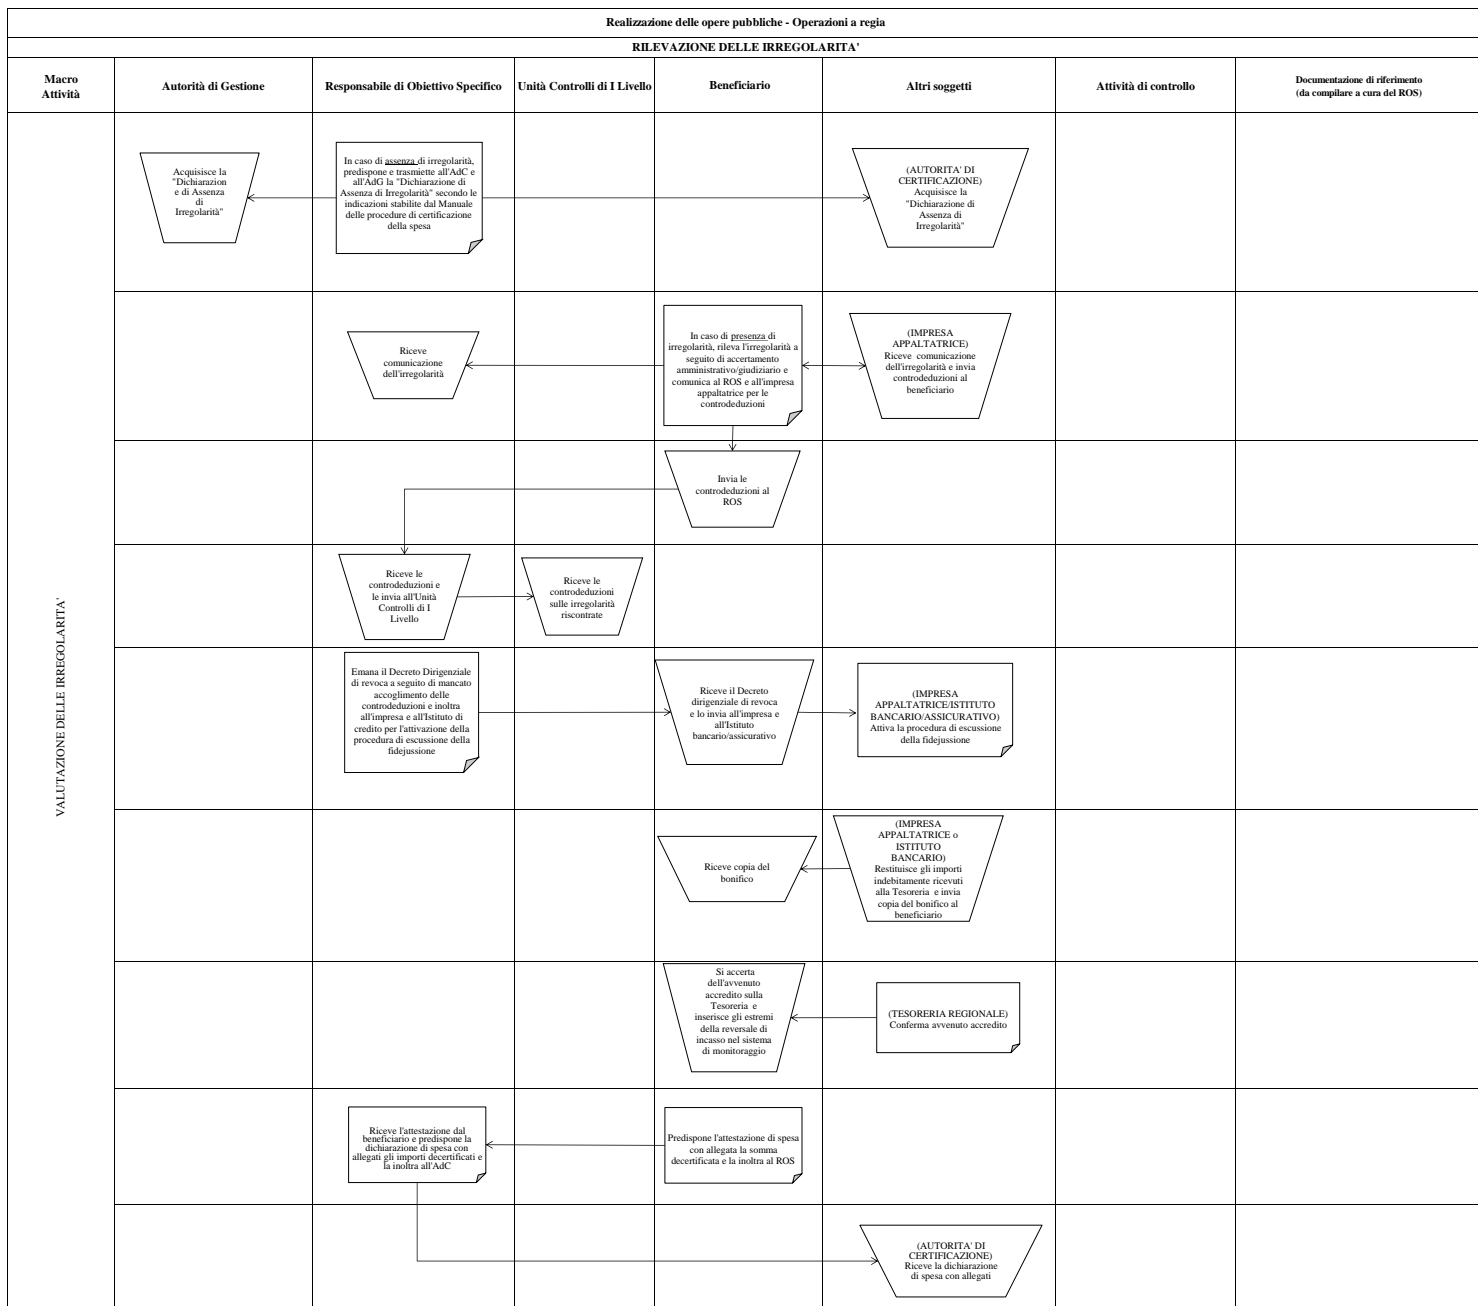 Realizzazione delle opere pubbliche - Operazioni a regia
RILEVAZIONE DELLE IRREGOLARITA'
Macro
Attività
Autorità di Gestione
Responsabile di Obiettivo Specifico
Unità Controlli di I Livello
Beneficiario
Altri soggetti
Attività di controllo
Documentazione di riferimento
(da compilare a cura del ROS)
VALUTAZIONE DELLE IRREGOLARITA'
Acquisisce la
"Dichiarazion
e di Assenza
di
Irregolarità"
In caso di assenza di irregolarità,
predispone e trasmiette all'AdC e
all'AdG la "Dichiarazione di
Assenza di Irregolarità" secondo le
indicazioni stabilite dal Manuale
delle procedure di certificazione
della spesa
(AUTORITA' DI
CERTIFICAZIONE)
Acquisisce la
"Dichiarazione di
Assenza di
Irregolarità"
Riceve
comunicazione
dell'irregolarità
In caso di presenza di
irregolarità, rileva l'irregolarità a
seguito di accertamento
amministrativo/giudiziario e
comunica al ROS e all'impresa
appaltatrice per le
controdeduzioni
(IMPRESA
APPALTATRICE)
Riceve comunicazione
dell'irregolarità e invia
controdeduzioni al
beneficiario
Invia le
controdeduzioni al
ROS
Riceve le
controdeduzioni e
le invia all'Unità
Controlli di I
Livello
Riceve le
controdeduzioni
sulle irregolarità
riscontrate
Emana il Decreto Dirigenziale
di revoca a seguito di mancato
accoglimento delle
controdeduzioni e inoltra
all'impresa e all'Istituto di
credito per l'attivazione della
procedura di escussione della
fidejussione
Riceve il Decreto
dirigenziale di revoca
e lo invia all'impresa e
all'Istituto
bancario/assicurativo
(IMPRESA
APPALTATRICE/ISTITUTO
BANCARIO/ASSICURATIVO)
Attiva la procedura di escussione
della fidejussione
Riceve copia del
bonifico
(IMPRESA
APPALTATRICE o
ISTITUTO
BANCARIO)
Restituisce gli importi
indebitamente ricevuti
alla Tesoreria e invia
copia del bonifico al
beneficiario
Si accerta
dell'avvenuto
accredito sulla
Tesoreria e
inserisce gli estremi
della reversale di
incasso nel sistema
di monitoraggio
(TESORERIA REGIONALE)
Conferma avvenuto accredito
Riceve l'attestazione dal
beneficiario e predispone la
dichiarazione di spesa con
allegati gli importi decertificati e
la inoltra all'AdC
Predispone l'attestazione di spesa
con allegata la somma
decertificata e la inoltra al ROS
(AUTORITA' DI
CERTIFICAZIONE)
Riceve la dichiarazione
di spesa con allegati